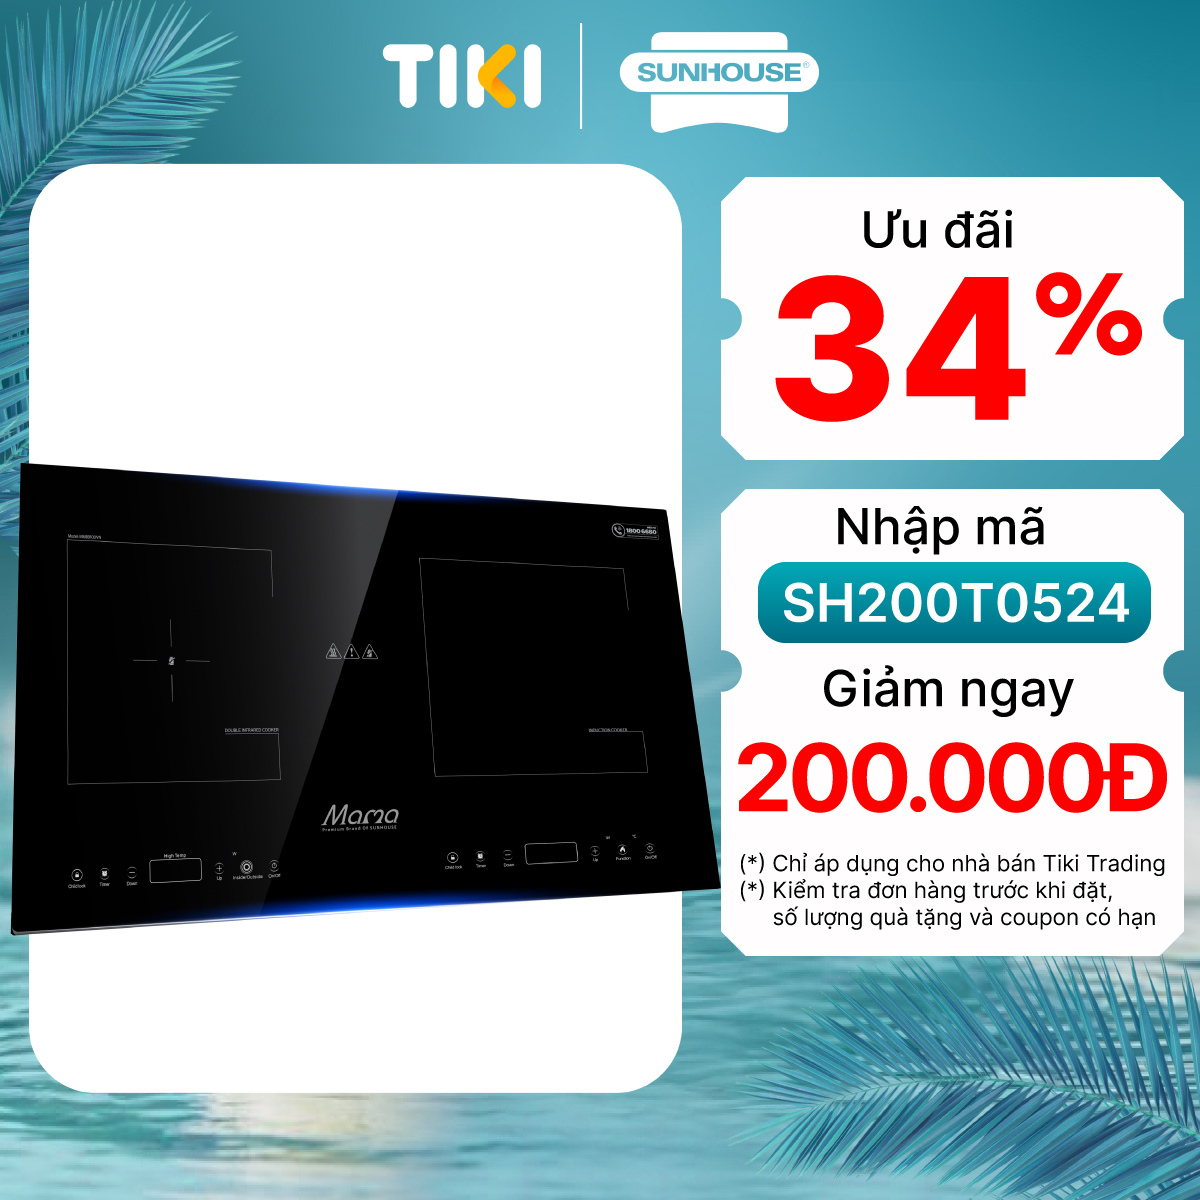 TIKI
SUNHOUSE®
Ưu đãi
34%
Nhập mã
SH200T0524
Giảm ngay
200.000Đ
(*) Chỉ áp dụng cho nhà bán Tiki Trading
(*) Kiểm tra đơn hàng trước khi đặt,
số lượng quà tặng và coupon có hạn
1800 6680
DOUBLE INFRARED COOKER
INDUCTION COOKER
Mama
Premium Brand Of SUNHOUSE
High Temp
Child lock
Timer
Down
Up
W
Inside/Outside
On/Off
Child lock
Timer
Down
Up
W
Function
°C
On/Off